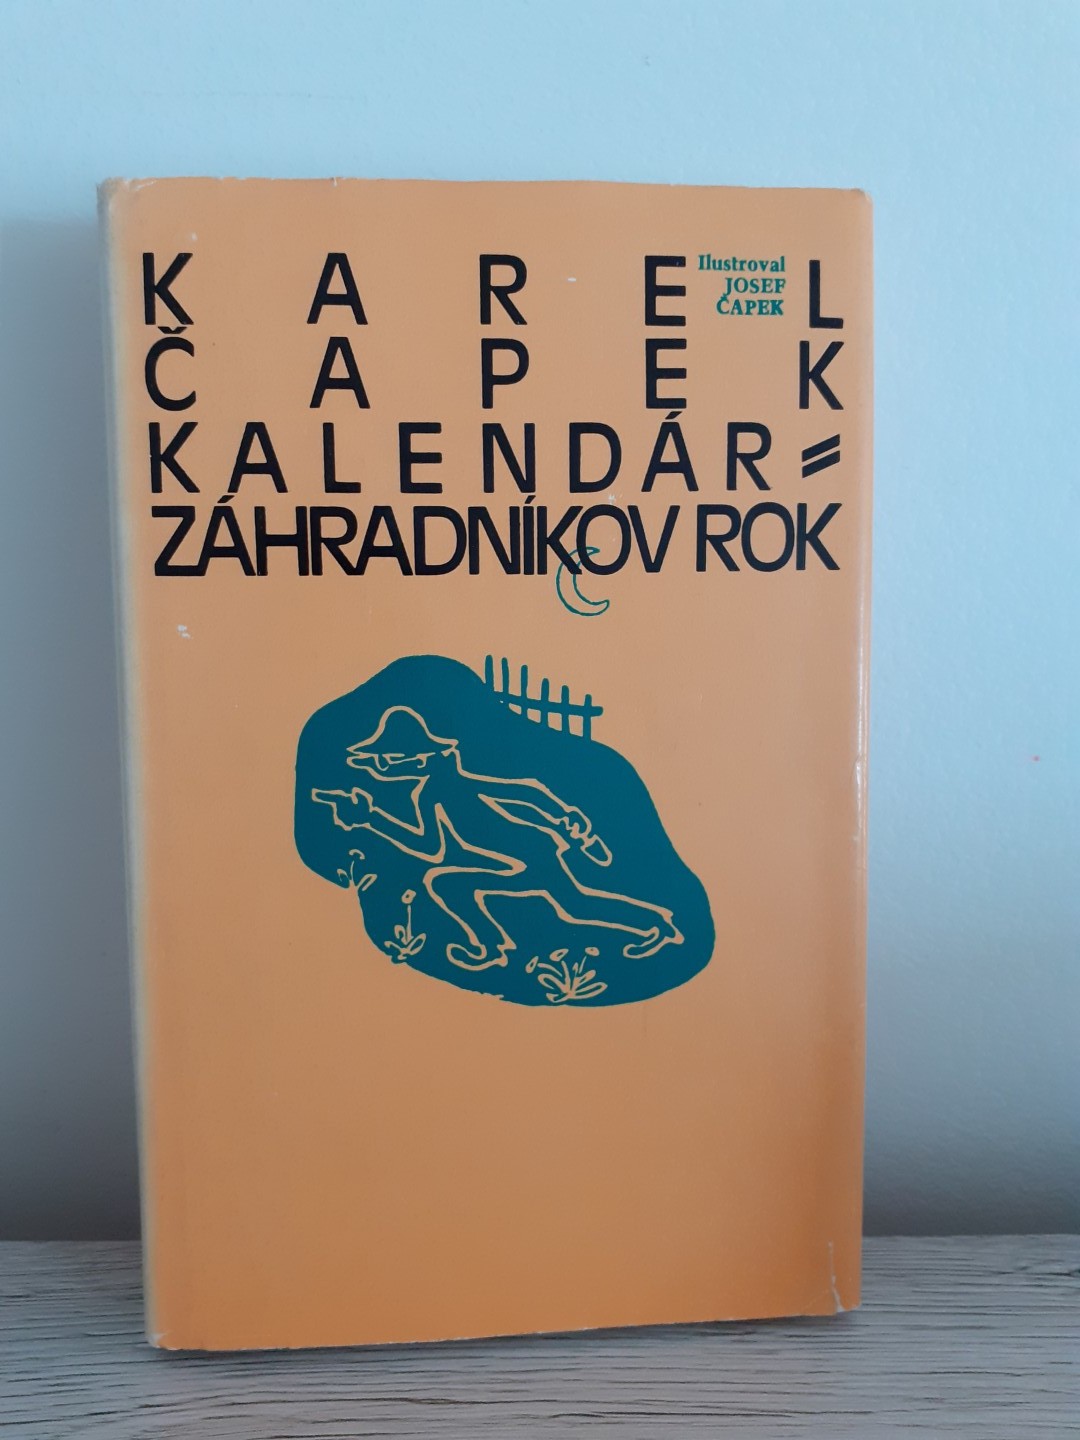 KAREL
Ilustroval
JOSEF
ČAPEK
ČAPEK
KALENDÁR=
ZÁHRADNÍKOV ROK